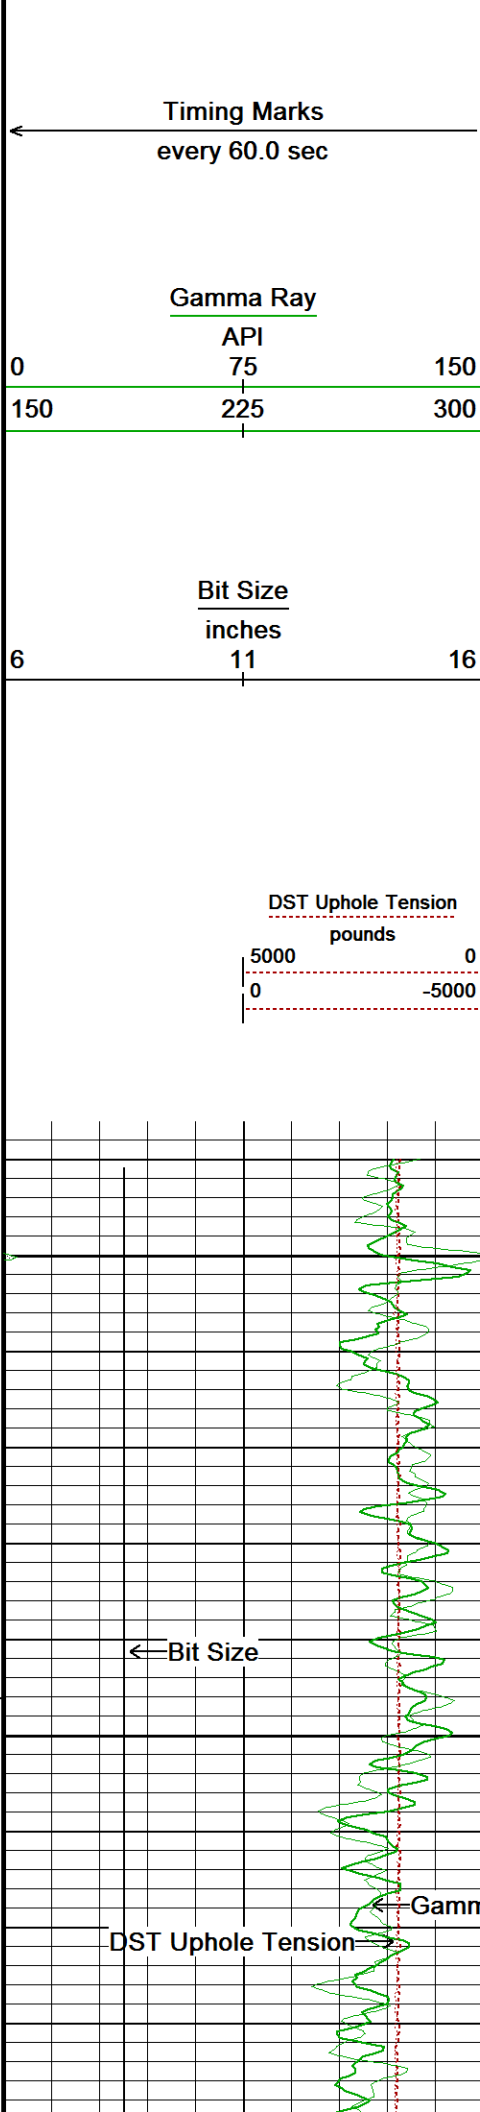 Timing Marks
every 60.0 sec
Gamma Ray
API
0 75 150
150 225 300
Bit Size
inches
6 11 16
DST Uphole Tension
pounds
5000 0
0 -5000
Bit Size
Gamm
DST Uphole Tension